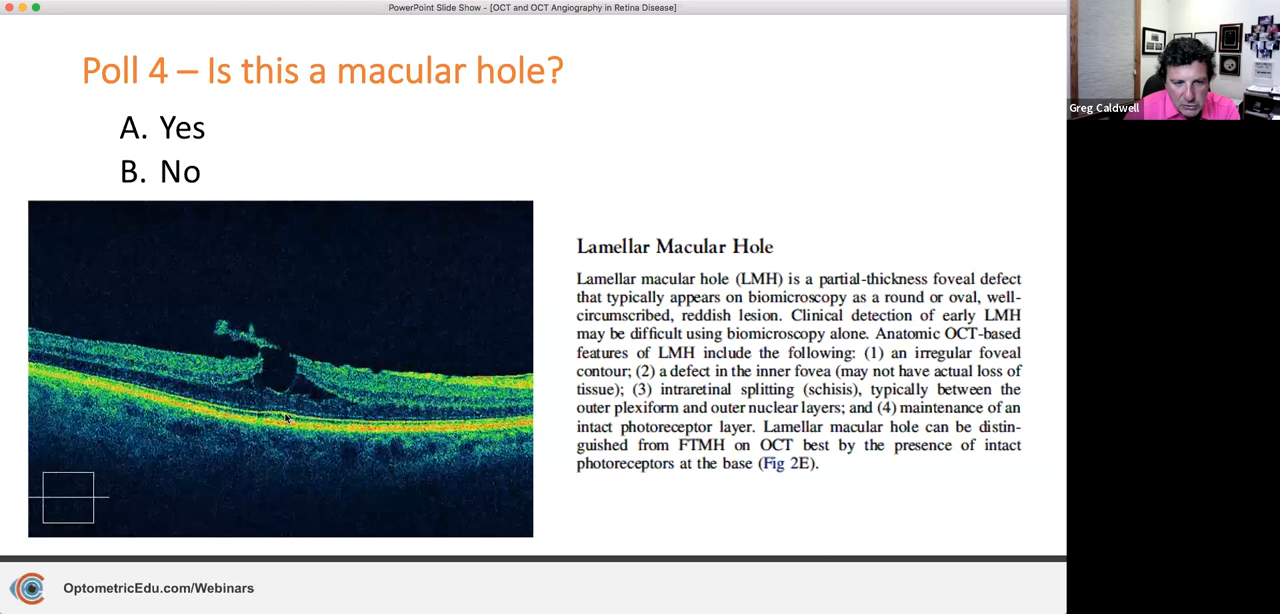 PowerPoint Slide Show - [OCT and OCT Angiography in Retina Disease]
Poll 4 – Is this a macular hole?
A. Yes
B. No
Greg Caldwell
Lamellar Macular Hole
Lamellar macular hole (LMH) is a partial-thickness foveal defect
that typically appears on biomicroscopy as a round or oval, well-
circumscribed, reddish lesion. Clinical detection of early LMH
may be difficult using biomicroscopy alone. Anatomic OCT-based
features of LMH include the following: (1) an irregular foveal
contour; (2) a defect in the inner fovea (may not have actual loss of
tissue); (3) intraretinal splitting (schisis), typically between the
outer plexiform and outer nuclear layers; and (4) maintenance of an
intact photoreceptor layer. Lamellar macular hole can be distin-
guished from FTMH on OCT best by the presence of intact
photoreceptors at the base (Fig 2E).
OptometricEdu.com/Webinars